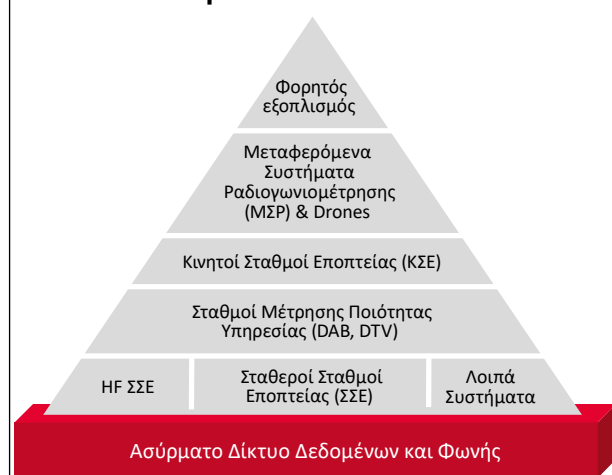 Φορητός
εξοπλισμός
Μεταφερόμενα
Συστήματα
Ραδιογωνιομέτρησης
(ΜΣΡ) & Drones
Κινητοί Σταθμοί Εποπτείας (ΚΣΕ)
Σταθμοί Μέτρησης Ποιότητας
Υπηρεσίας (DAB, DTV)
HF ΣΣΕ
Σταθεροί Σταθμοί
Εποπτείας (ΣΣΕ)
Λοιπά
Συστήματα
Ασύρματο Δίκτυο Δεδομένων και Φωνής